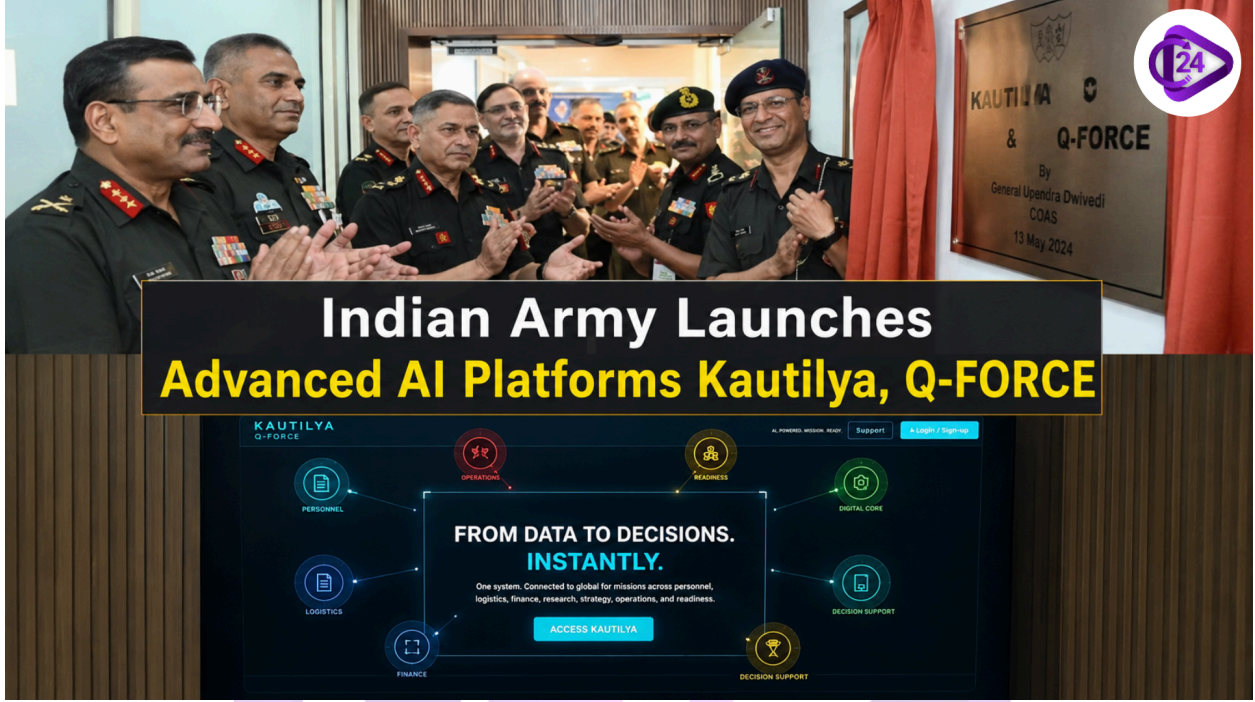 24
KAUTILYA
& Q-FORCE
By
General Upendra Dwivedi
COAS
13 May 2024
Indian Army Launches
Advanced AI Platforms Kautilya, Q-FORCE
KAUTILYA
Q-FORCE
AI. POWERED. MISSION. READY.
Support
Login / Sign-up
OPERATIONS
READINESS
PERSONNEL
DIGITAL CORE
FROM DATA TO DECISIONS.
INSTANTLY.
One system. Connected to global for missions across personnel,
logistics, finance, research, strategy, operations, and readiness.
LOGISTICS
DECISION SUPPORT
ACCESS KAUTILYA
FINANCE
DECISION SUPPORT